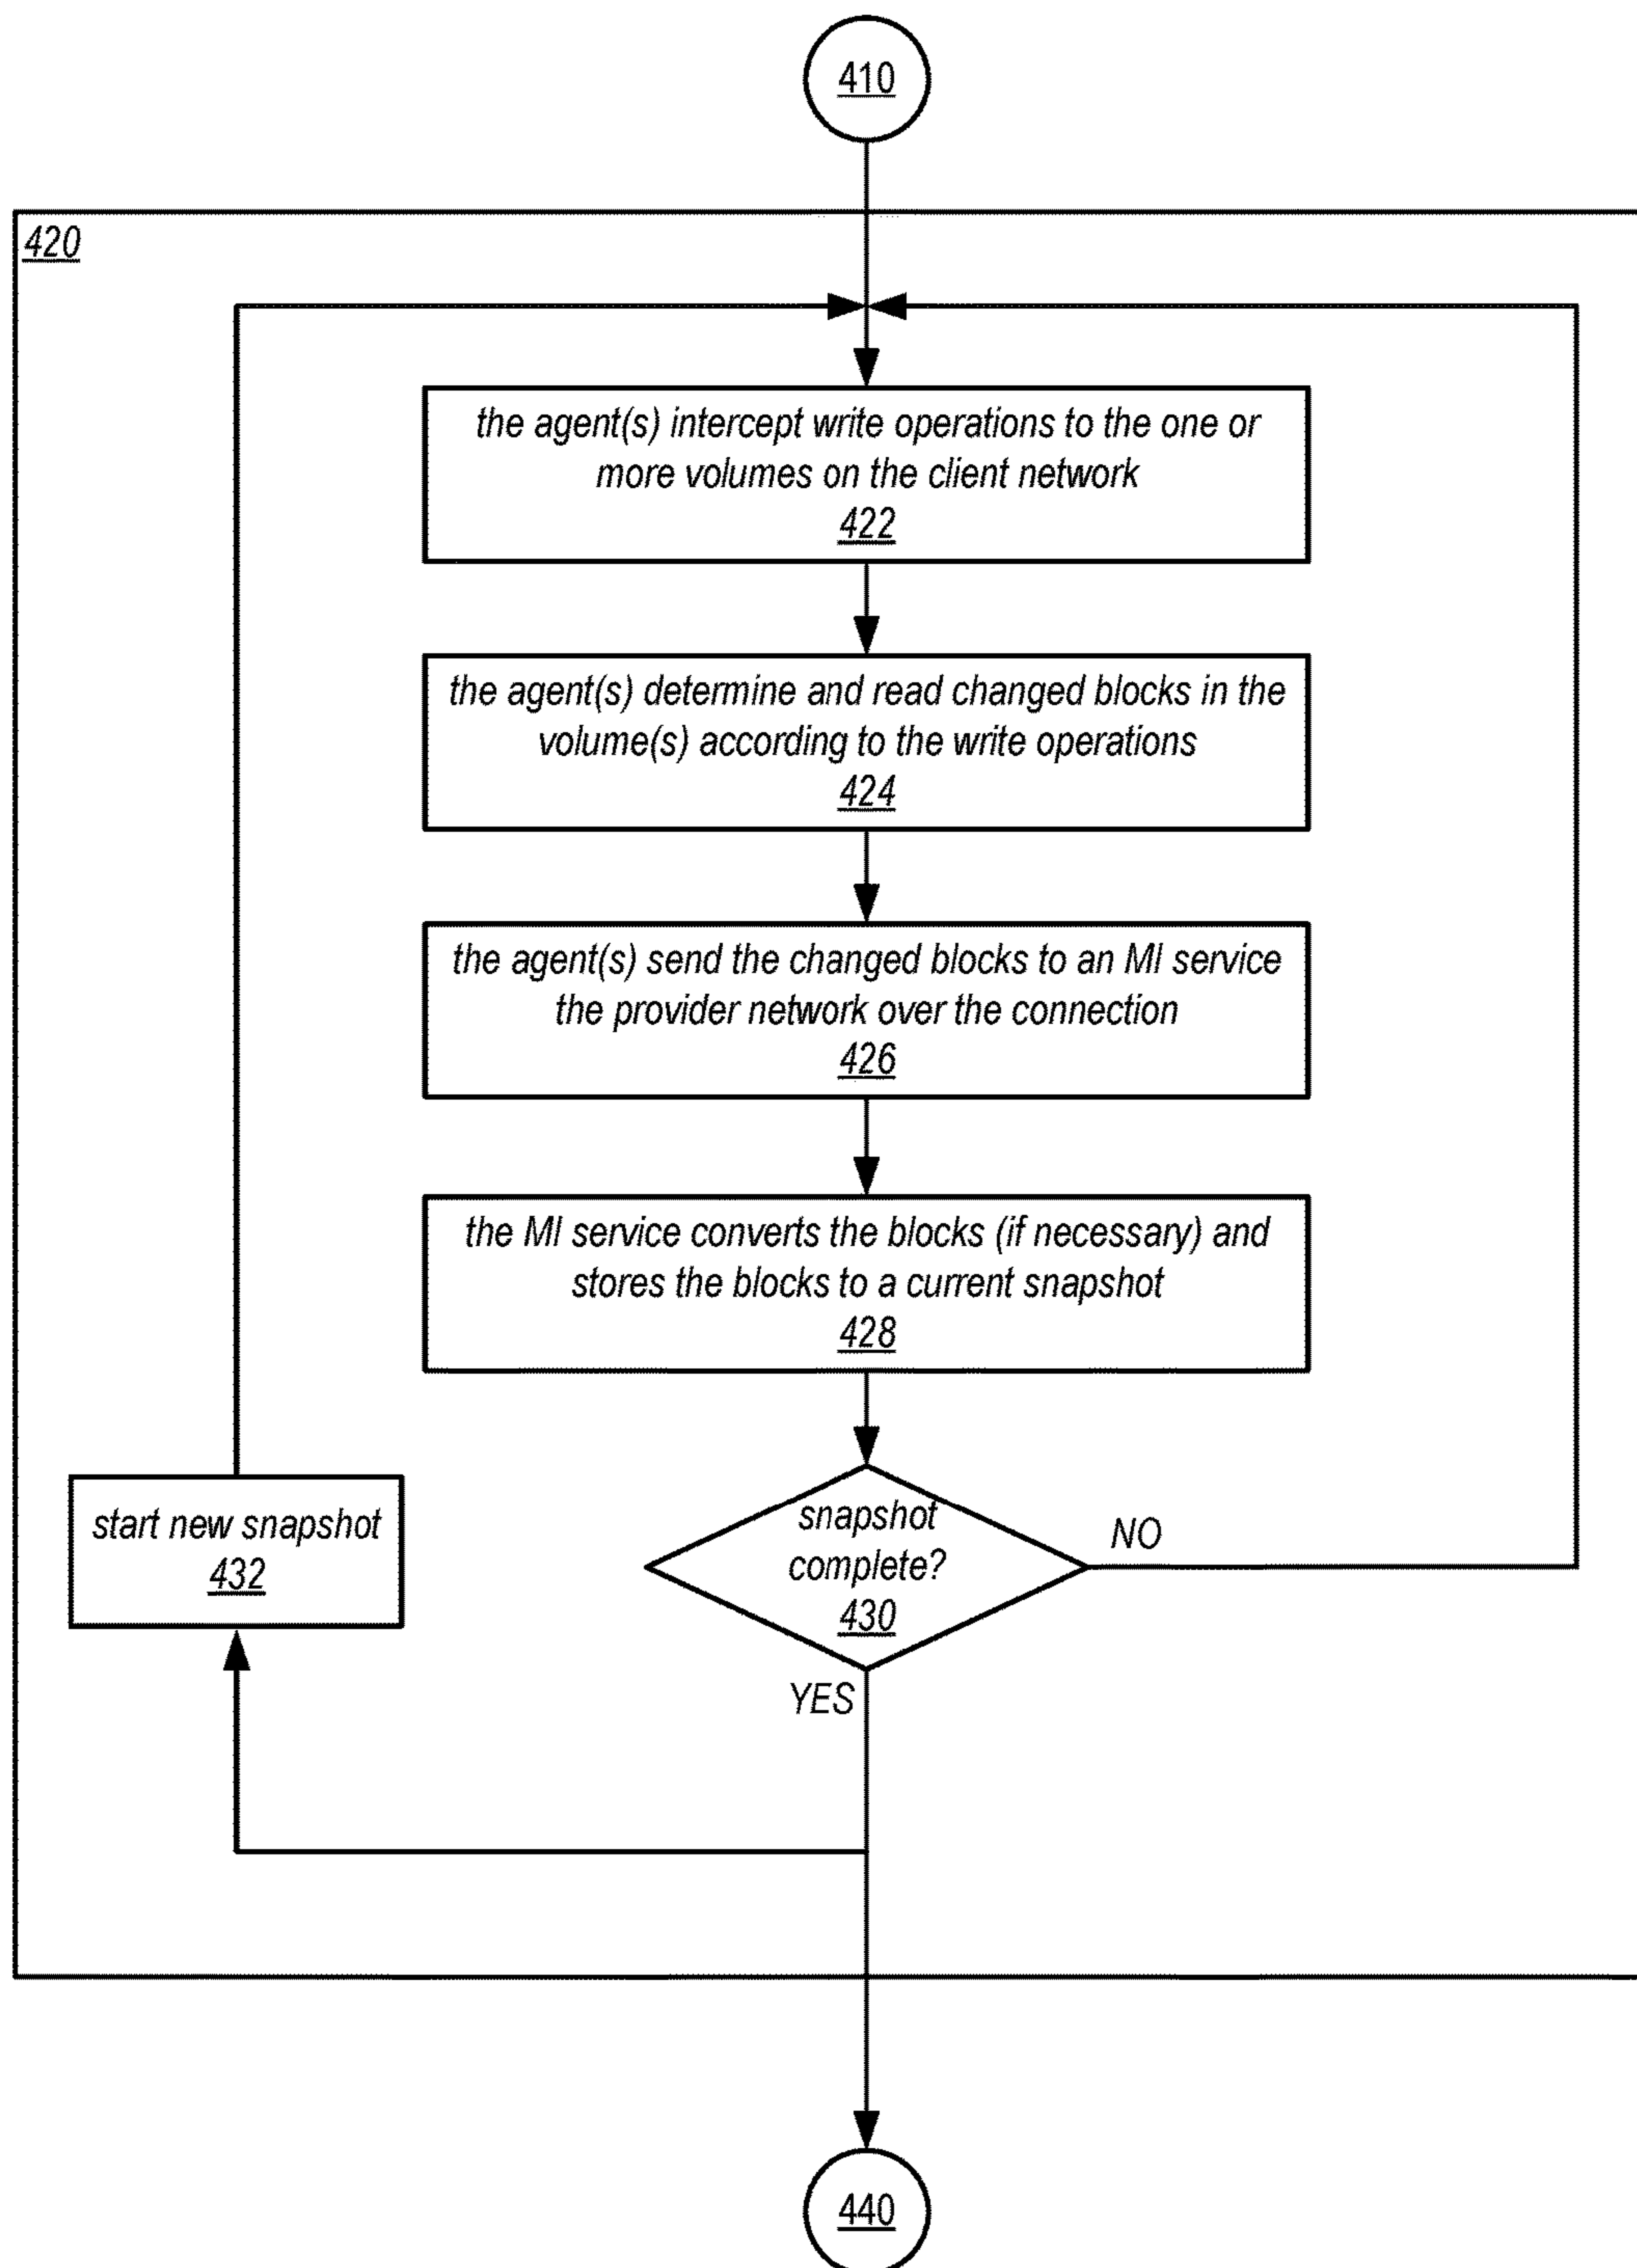 410
420
the agent(s) intercept write operations to the one or
more volumes on the client network
422
the agent(s) determine and read changed blocks in the
volume(s) according to the write operations
424
the agent(s) send the changed blocks to an MI service
the provider network over the connection
426
the MI service converts the blocks (if necessary) and
stores the blocks to a current snapshot
428
start new snapshot
432
snapshot
complete?
430
NO
YES
440